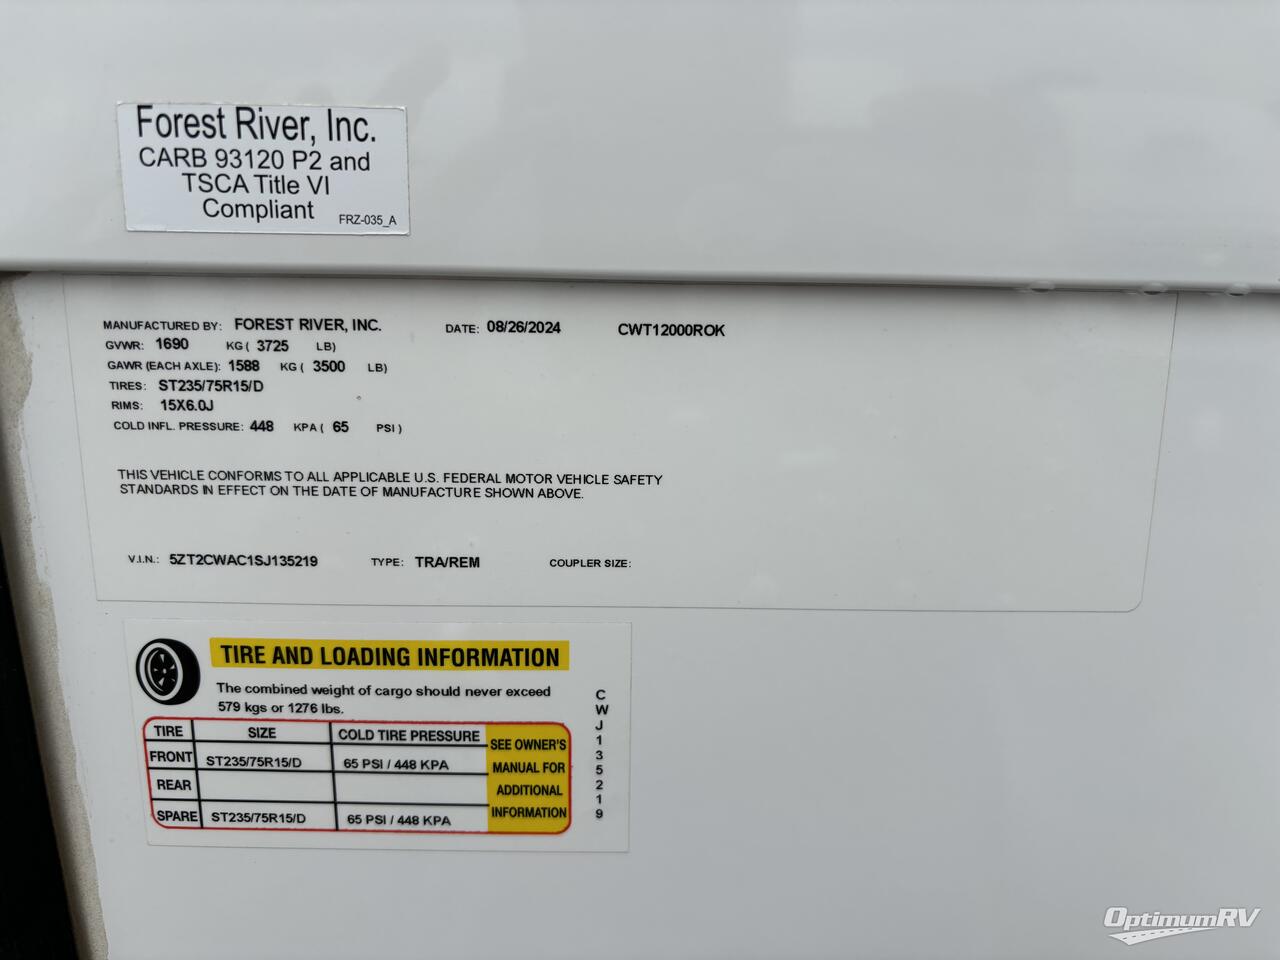 Forest River, Inc.
CARB 93120 P2 and
TSCA Title VI
Compliant
FRZ-035_A
MANUFACTURED BY: FOREST RIVER, INC. DATE: 08/26/2024 CWT12000ROK
GVWR: 1690 KG ( 3725 LB)
GAWR (EACH AXLE): 1588 KG ( 3500 LB)
TIRES: ST235/75R15/D
RIMS: 15X6.0J
COLD INFL. PRESSURE: 448 KPA ( 65 PSI )
THIS VEHICLE CONFORMS TO ALL APPLICABLE U.S. FEDERAL MOTOR VEHICLE SAFETY
STANDARDS IN EFFECT ON THE DATE OF MANUFACTURE SHOWN ABOVE.
V.I.N.: 5ZT2CWAC1SJ135219 TYPE: TRA/REM COUPLER SIZE:
TIRE AND LOADING INFORMATION
The combined weight of cargo should never exceed
579 kgs or 1276 lbs.
TIRE SIZE COLD TIRE PRESSURE
FRONT ST235/75R15/D 65 PSI / 448 KPA
REAR
SPARE ST235/75R15/D 65 PSI / 448 KPA
SEE OWNER'S
MANUAL FOR
ADDITIONAL
INFORMATION
CWJ135219
OptimumRV